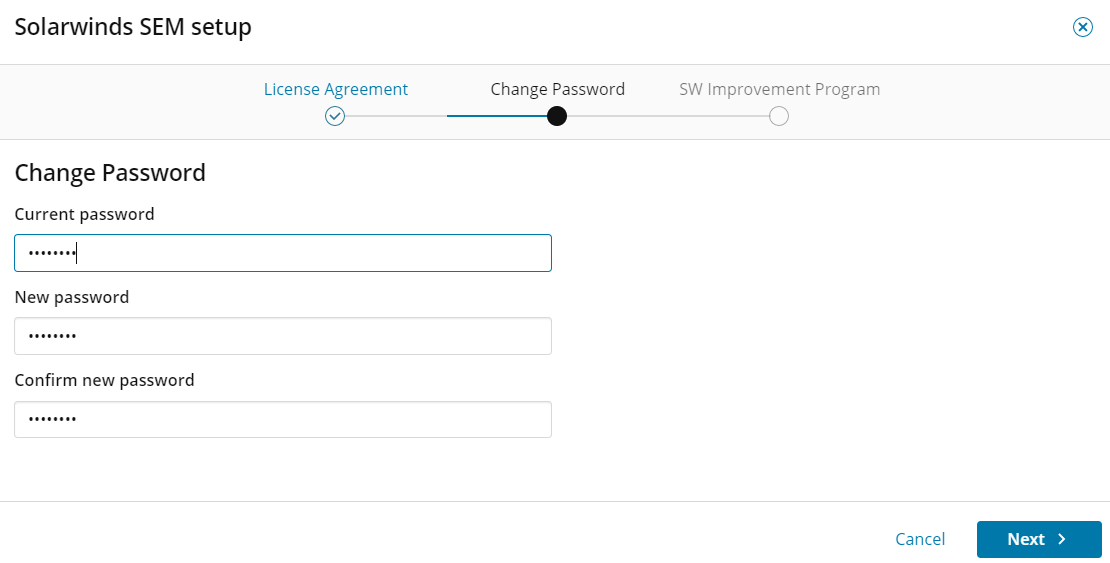 Solarwinds SEM setup
License Agreement Change Password SW Improvement Program
Change Password
Current password
••••••••
New password
••••••••
Confirm new password
••••••••
Cancel Next